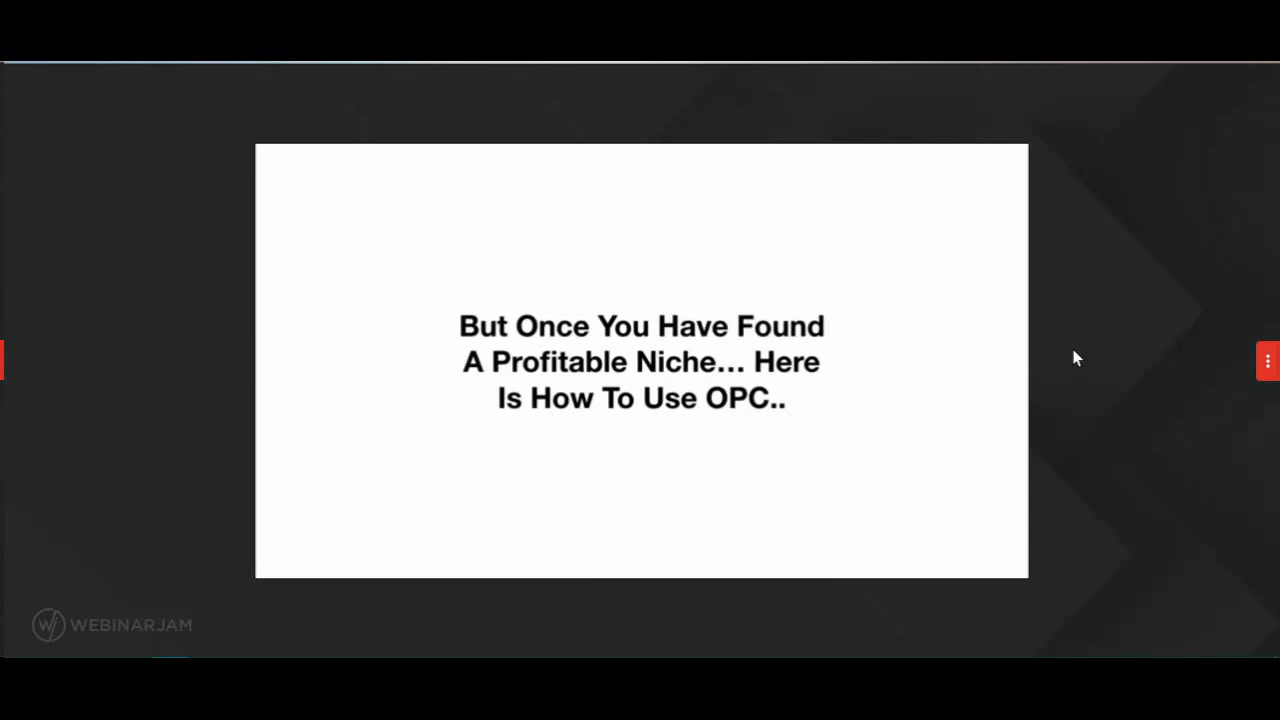 But Once You Have Found
A Profitable Niche... Here
Is How To Use OPC..
WEBINARJAM